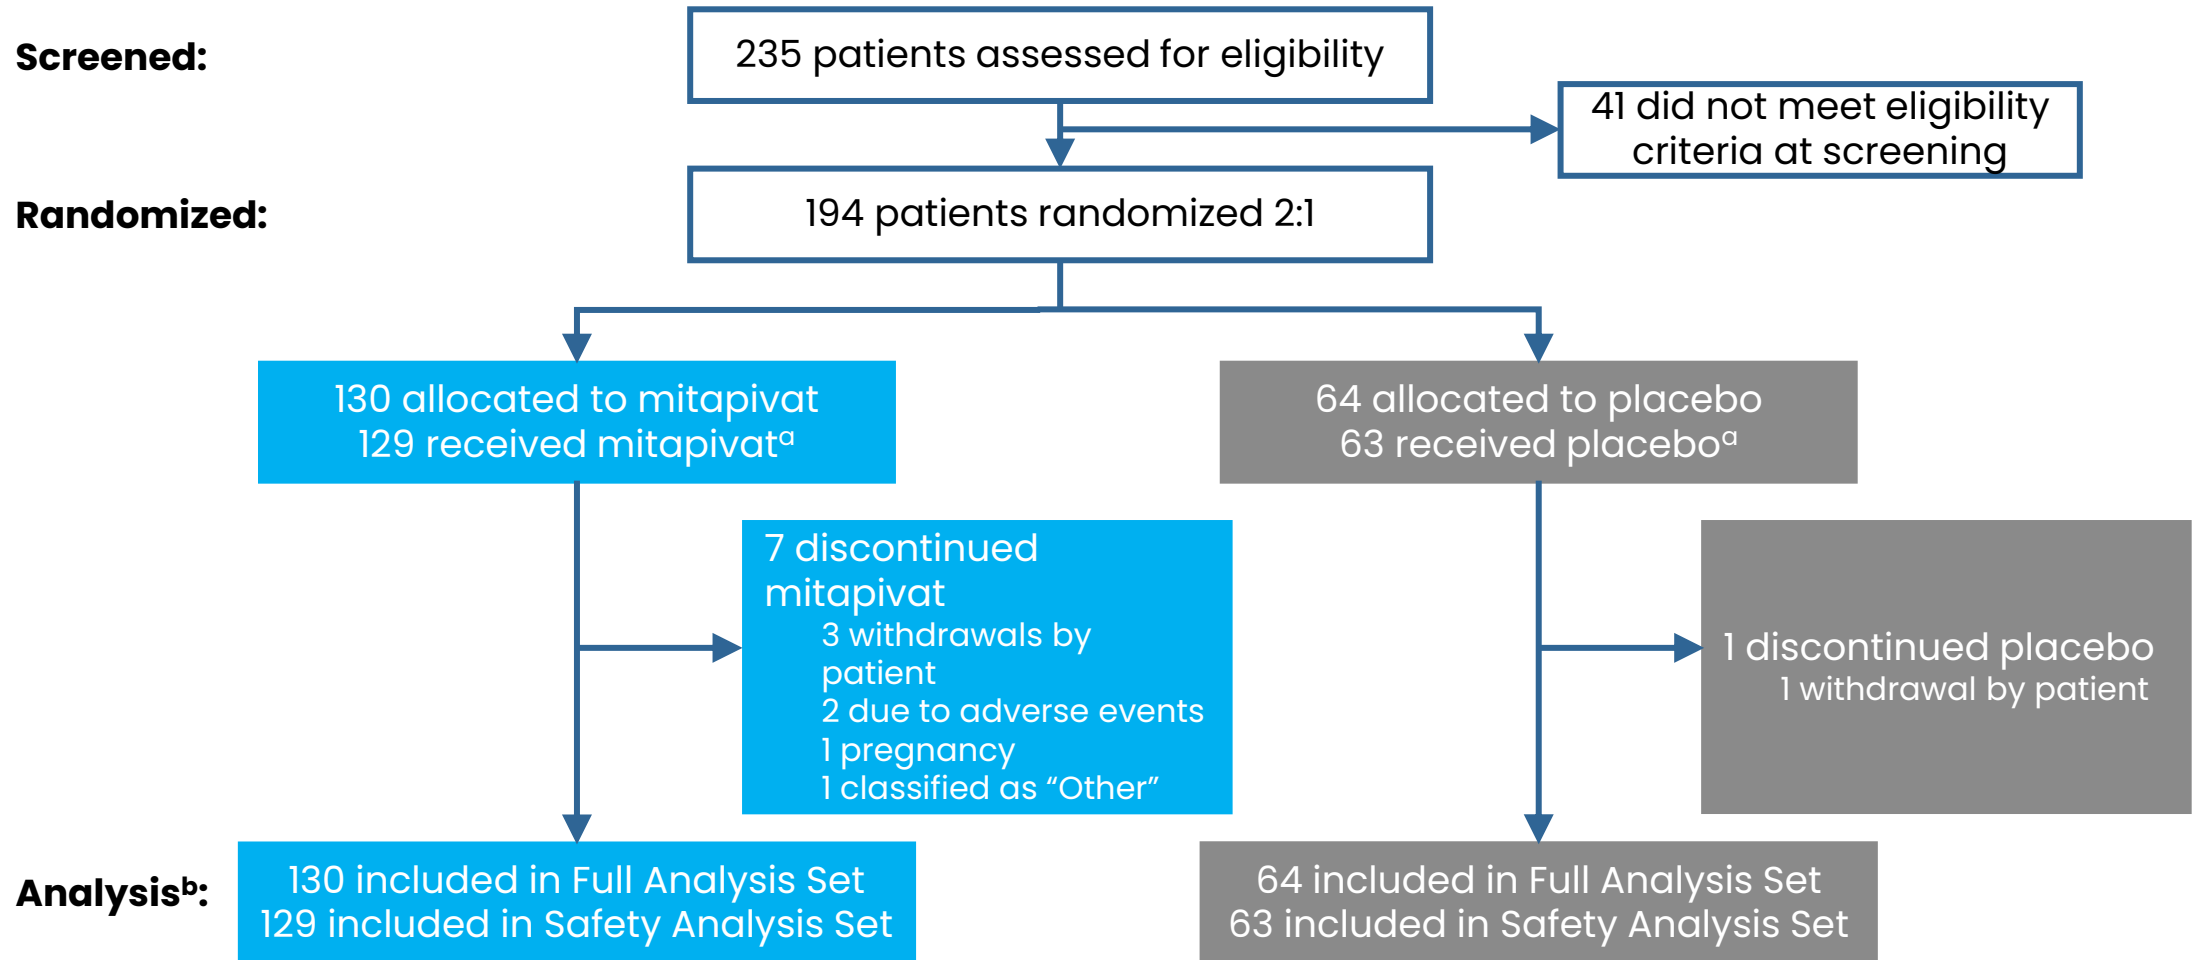 Screened:
235 patients assessed for eligibility
41 did not meet eligibility
criteria at screening
Randomized:
194 patients randomized 2:1
130 allocated to mitapivat
129 received mitapivatᵃ
64 allocated to placebo
63 received placeboᵃ
7 discontinued
mitapivat
3 withdrawals by
patient
2 due to adverse events
1 pregnancy
1 classified as “Other”
1 discontinued placebo
1 withdrawal by patient
Analysisᵇ:
130 included in Full Analysis Set
129 included in Safety Analysis Set
64 included in Full Analysis Set
63 included in Safety Analysis Set